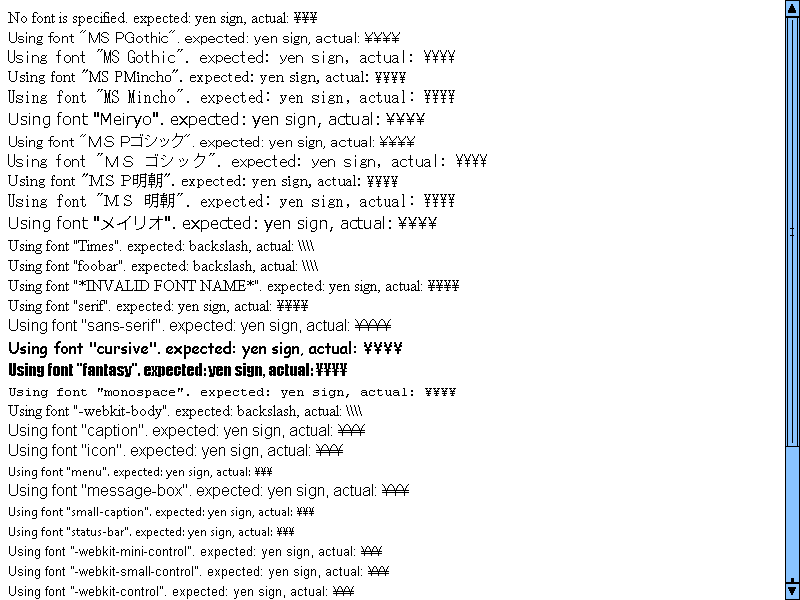 No font is specified. expected: yen sign, actual: ¥¥¥
Using font "MS PGothic". expected: yen sign, actual: ¥¥¥¥
Using font "MS Gothic". expected: yen sign, actual: ¥¥¥¥
Using font "MS PMincho". expected: yen sign, actual: ¥¥¥¥
Using font "MS Mincho". expected: yen sign, actual: ¥¥¥¥
Using font "Meiryo". expected: yen sign, actual: ¥¥¥¥
Using font "ＭＳ Ｐゴシック". expected: yen sign, actual: ¥¥¥¥
Using font "ＭＳ ゴシック". expected: yen sign, actual: ¥¥¥¥
Using font "ＭＳ Ｐ明朝". expected: yen sign, actual: ¥¥¥¥
Using font "ＭＳ 明朝". expected: yen sign, actual: ¥¥¥¥
Using font "メイリオ". expected: yen sign, actual: ¥¥¥¥
Using font "Times". expected: backslash, actual: \\\\
Using font "foobar". expected: backslash, actual: \\\\
Using font "*INVALID FONT NAME*". expected: yen sign, actual: ¥¥¥¥
Using font "serif". expected: yen sign, actual: ¥¥¥¥
Using font "sans-serif". expected: yen sign, actual: ¥¥¥¥
Using font "cursive". expected: yen sign, actual: ¥¥¥¥
Using font "fantasy". expected: yen sign, actual: ¥¥¥¥
Using font "monospace". expected: yen sign, actual: ¥¥¥¥
Using font "-webkit-body". expected: backslash, actual: \\\\
Using font "caption". expected: yen sign, actual: ¥¥¥
Using font "icon". expected: yen sign, actual: ¥¥¥
Using font "menu". expected: yen sign, actual: ¥¥¥
Using font "message-box". expected: yen sign, actual: ¥¥¥
Using font "small-caption". expected: yen sign, actual: ¥¥¥
Using font "status-bar". expected: yen sign, actual: ¥¥¥
Using font "-webkit-mini-control". expected: yen sign, actual: ¥¥¥
Using font "-webkit-small-control". expected: yen sign, actual: ¥¥¥
Using font "-webkit-control". expected: yen sign, actual: ¥¥¥